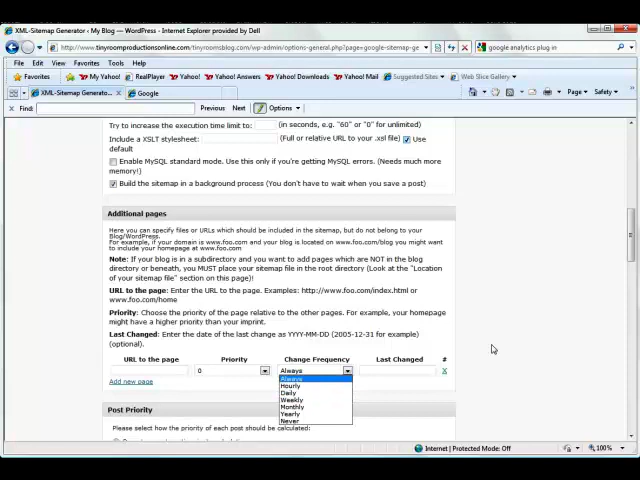 XML-Sitemap Generator ‹ My Blog — WordPress - Internet Explorer provided by Dell
http://www.tinyroomproductionsonline.com/tinyroomsblog.com/wp-admin/options-general.php?page=google-sitemap-ge
google analytics plug in
File Edit View Favorites Tools Help
Favorites My Yahoo! RealPlayer Yahoo! Yahoo! Answers Yahoo! Downloads Yahoo! Mail Suggested Sites Web Slice Gallery
XML-Sitemap Generato... Google Page Safety
Find: Previous Next Options
Try to increase the execution time limit to: (in seconds, e.g. "60" or "0" for unlimited)
Include a XSLT stylesheet: (Full or relative URL to your .xsl file) Use
default
Enable MySQL standard mode. Use this only if you're getting MySQL errors. (Needs much more
memory!)
Build the sitemap in a background process (You don't have to wait when you save a post)
Additional pages
Here you can specify files or URLs which should be included in the sitemap, but do not belong to your
Blog/WordPress.
For example, if your domain is www.foo.com and your blog is located on www.foo.com/blog you might want
to include your homepage at www.foo.com
Note: If your blog is in a subdirectory and you want to add pages which are NOT in the blog
directory or beneath, you MUST place your sitemap file in the root directory (Look at the "Location
of your sitemap file" section on this page)!
URL to the page: Enter the URL to the page. Examples: http://www.foo.com/index.html or
www.foo.com/home
Priority: Choose the priority of the page relative to the other pages. For example, your homepage
might have a higher priority than your imprint.
Last Changed: Enter the date of the last change as YYYY-MM-DD (2005-12-31 for example)
(optional).
URL to the page Priority Change Frequency Last Changed #
0 Always X
Always
Hourly
Add new page
Daily
Weekly
Monthly
Yearly
Never
Post Priority
Please select how the priority of each post should be calculated:
Internet | Protected Mode: Off 100%